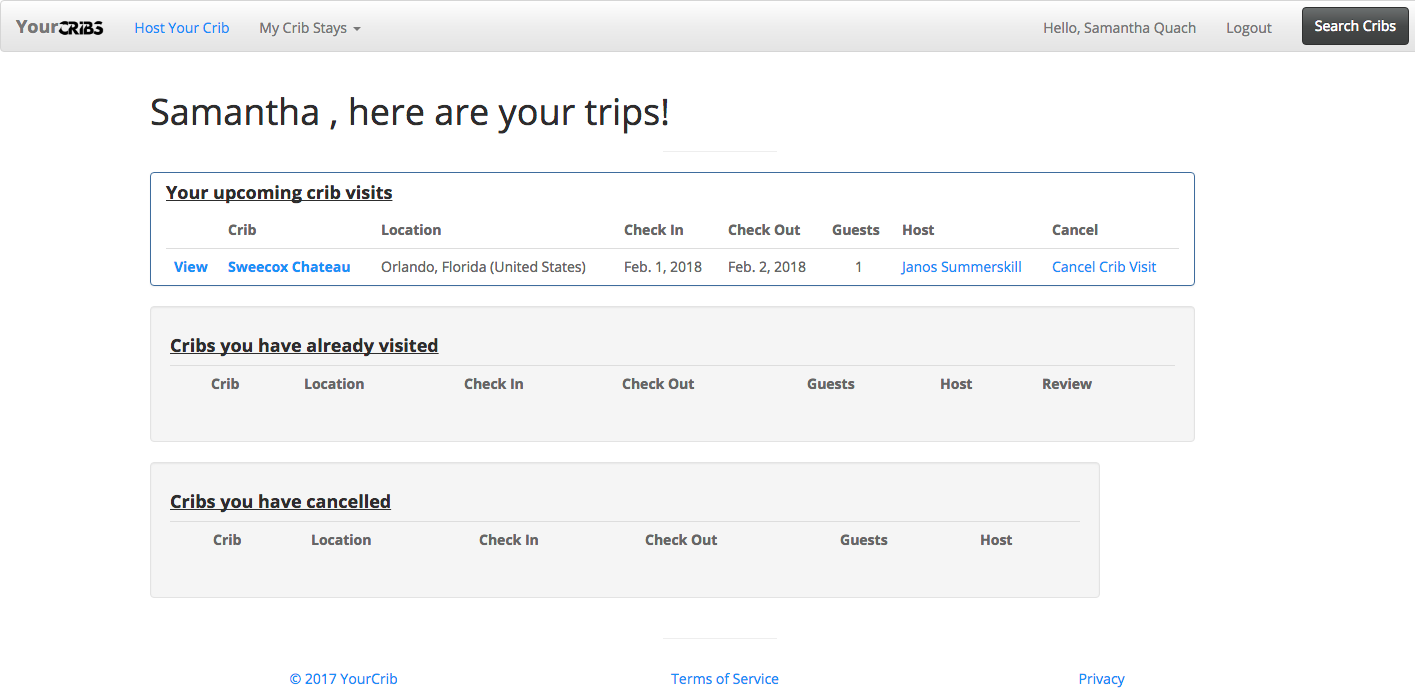 YourCRIBS Host Your Crib My Crib Stays Hello, Samantha Quach Logout Search Cribs
Samantha , here are your trips!
Your upcoming crib visits
Crib Location Check In Check Out Guests Host Cancel
View Sweecox Chateau Orlando, Florida (United States) Feb. 1, 2018 Feb. 2, 2018 1 Janos Summerskill Cancel Crib Visit
Cribs you have already visited
Crib Location Check In Check Out Guests Host Review
Cribs you have cancelled
Crib Location Check In Check Out Guests Host
© 2017 YourCrib Terms of Service Privacy